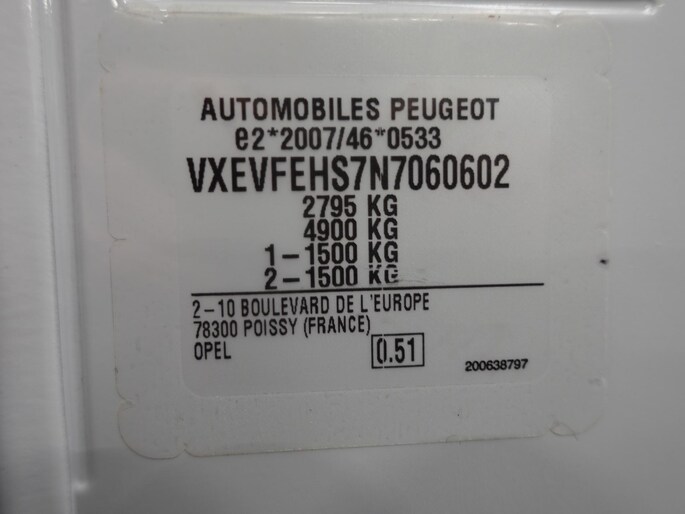 AUTOMOBILES PEUGEOT
e2*2007/46*0533
VXEVFEHS7N7060602
2795 KG
4900 KG
1-1500 KG
2-1500 KG
2-10 BOULEVARD DE L'EUROPE
78300 POISSY (FRANCE)
OPEL 0.51 200638797